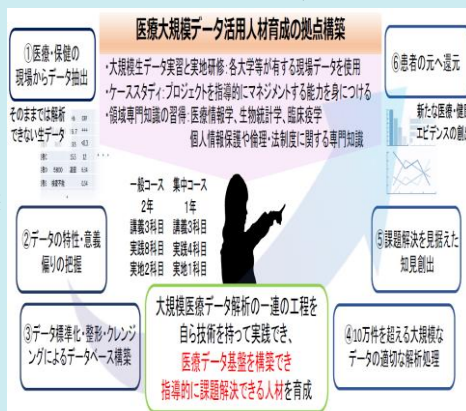 医療大規模データ活用人材育成の拠点構築
・大規模生データ実習と実地研修:各大学等が有する現場データを使用
・ケーススタディ:プロジェクトを指導的にマネジメントする能力を身につける
・領域専門知識の習得:医療情報学、生物統計学、臨床疫学
個人情報保護や倫理・法制度に関する専門知識
①医療・保健の
現場からデータ抽出
そのままでは解析
できない生データ
②データの特性・意義
偏りの把握
③データ標準化・整形・クレンジ
ングによるデータベース構築
一般コース 集中コース
2年 1年
講義3科目 講義3科目
実践8科目 実践4科目
実地2科目 実地1科目
大規模医療データ解析の一連の工程を
自ら技術を持って実践でき、
医療データ基盤を構築でき
指導的に課題解決できる人材を育成
④10万件を超える大規模な
データの適切な解析処理
⑤課題解決を見据えた
知見創出
⑥患者の元へ還元
新たな医療・健康
エビデンスの創